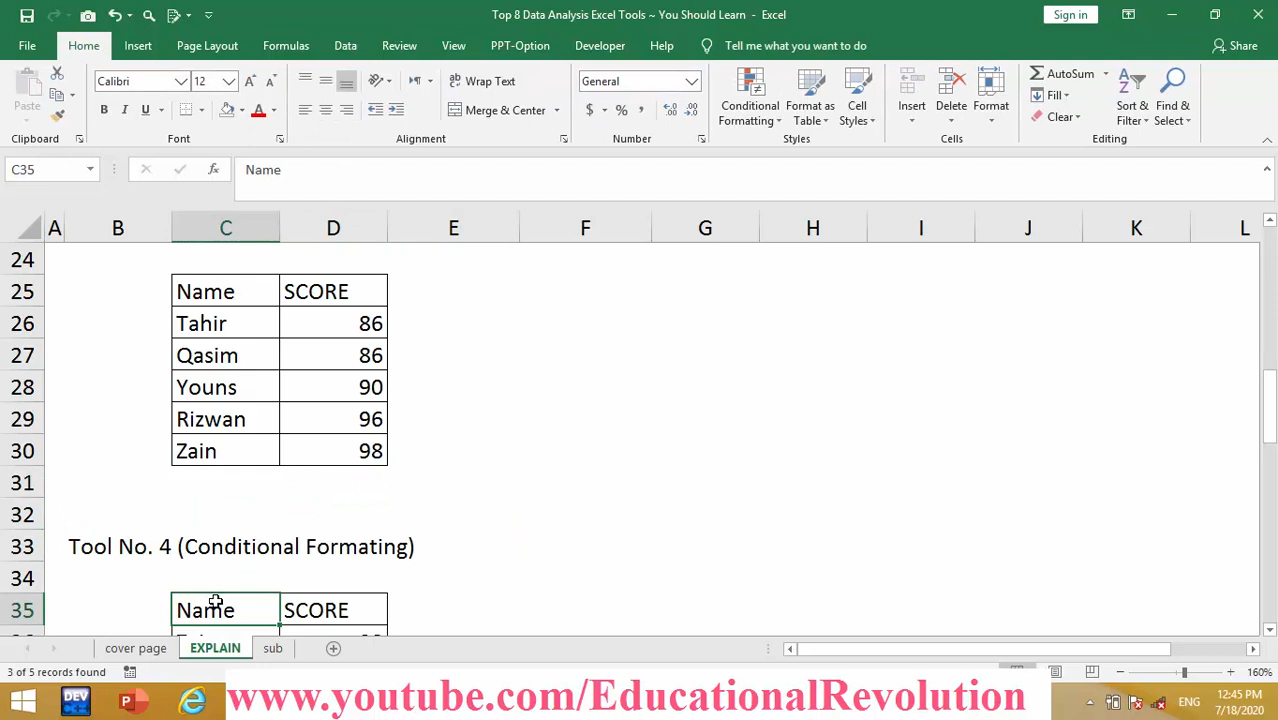 Top 8 Data Analysis Excel Tools ~ You Should Learn - Excel
Sign in
File Home Insert Page Layout Formulas Data Review View PPT-Option Developer Help Tell me what you want to do Share
Paste
Calibri 12
B I U
Wrap Text
Merge & Center
General
$ % ,
Conditional Formatting
Format as Table
Cell Styles
Insert
Delete
Format
AutoSum
Fill
Clear
Sort & Filter
Find & Select
Clipboard Font Alignment Number Styles Cells Editing
C35 fx Name
A B C D E F G H I J K L
24
25 Name SCORE
26 Tahir 86
27 Qasim 86
28 Youns 90
29 Rizwan 96
30 Zain 98
31
32
33 Tool No. 4 (Conditional Formating)
34
35 Name SCORE
cover page EXPLAIN sub
3 of 5 records found 160%
DEV
www.youtube.com/EducationalRevolution
ENG
12:45 PM
7/18/2020